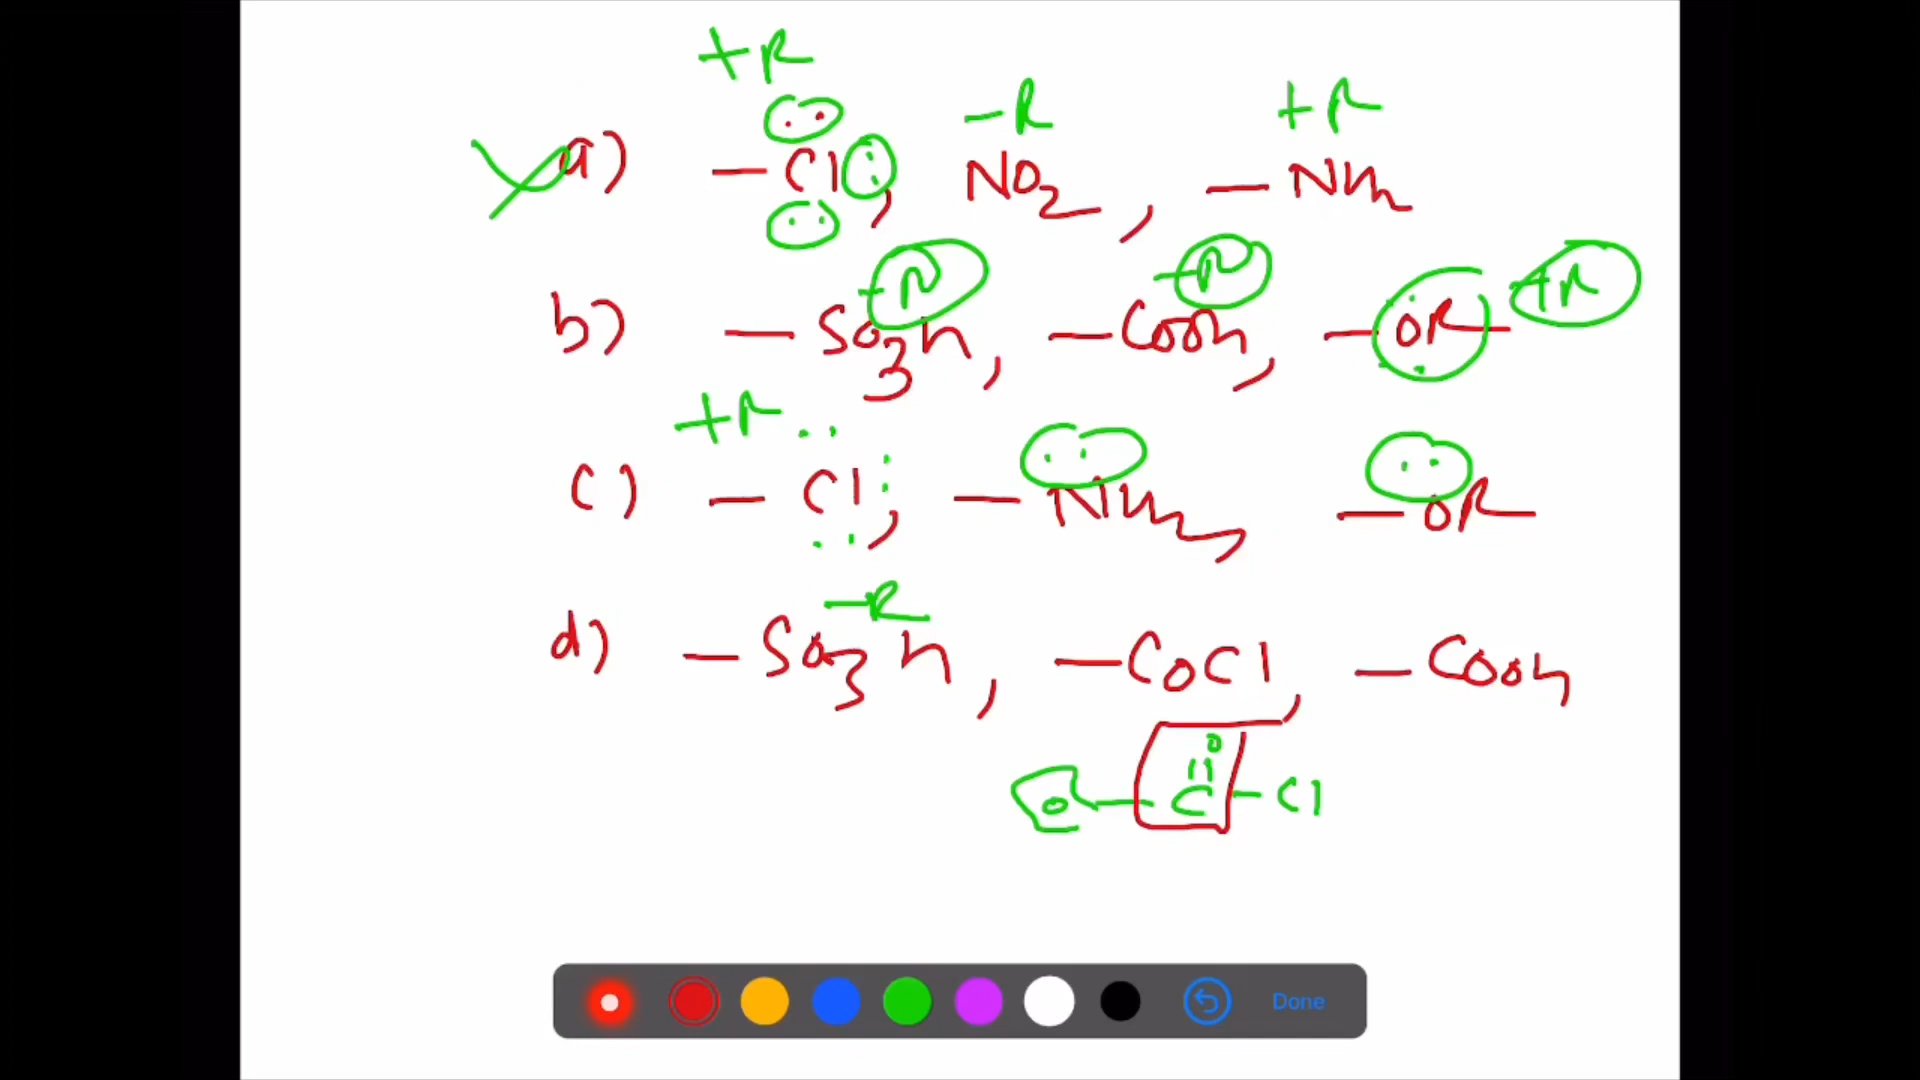 +R -R +R
a) -Cl, NO2, -NH2
-R -R +R
b) -SO3H, -COOH, -OR
+R
c) -Cl, -NH2, -OR
-R
d) -SO3H, -COCl, -COOH
O
C - Cl
Done